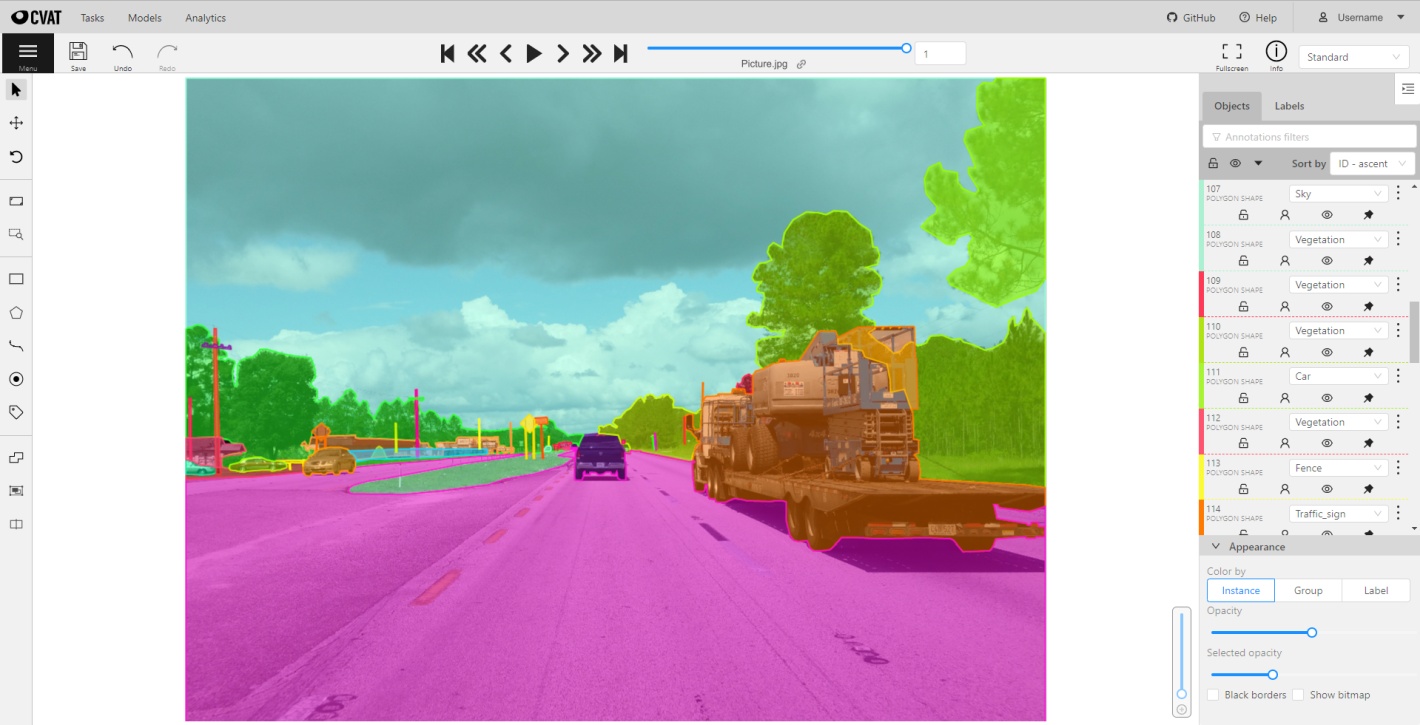 CVAT Tasks Models Analytics GitHub Help Username
Menu Save Undo Redo Picture.jpg 1 Fullscreen Info Standard
Objects Labels
Annotations filters
Sort by ID - ascent
107 Sky
POLYGON SHAPE
108 Vegetation
POLYGON SHAPE
109 Vegetation
POLYGON SHAPE
110 Vegetation
POLYGON SHAPE
111 Car
POLYGON SHAPE
112 Vegetation
POLYGON SHAPE
113 Fence
POLYGON SHAPE
114 Traffic_sign
POLYGON SHAPE
Appearance
Color by
Instance Group Label
Opacity
Selected opacity
Black borders Show bitmap